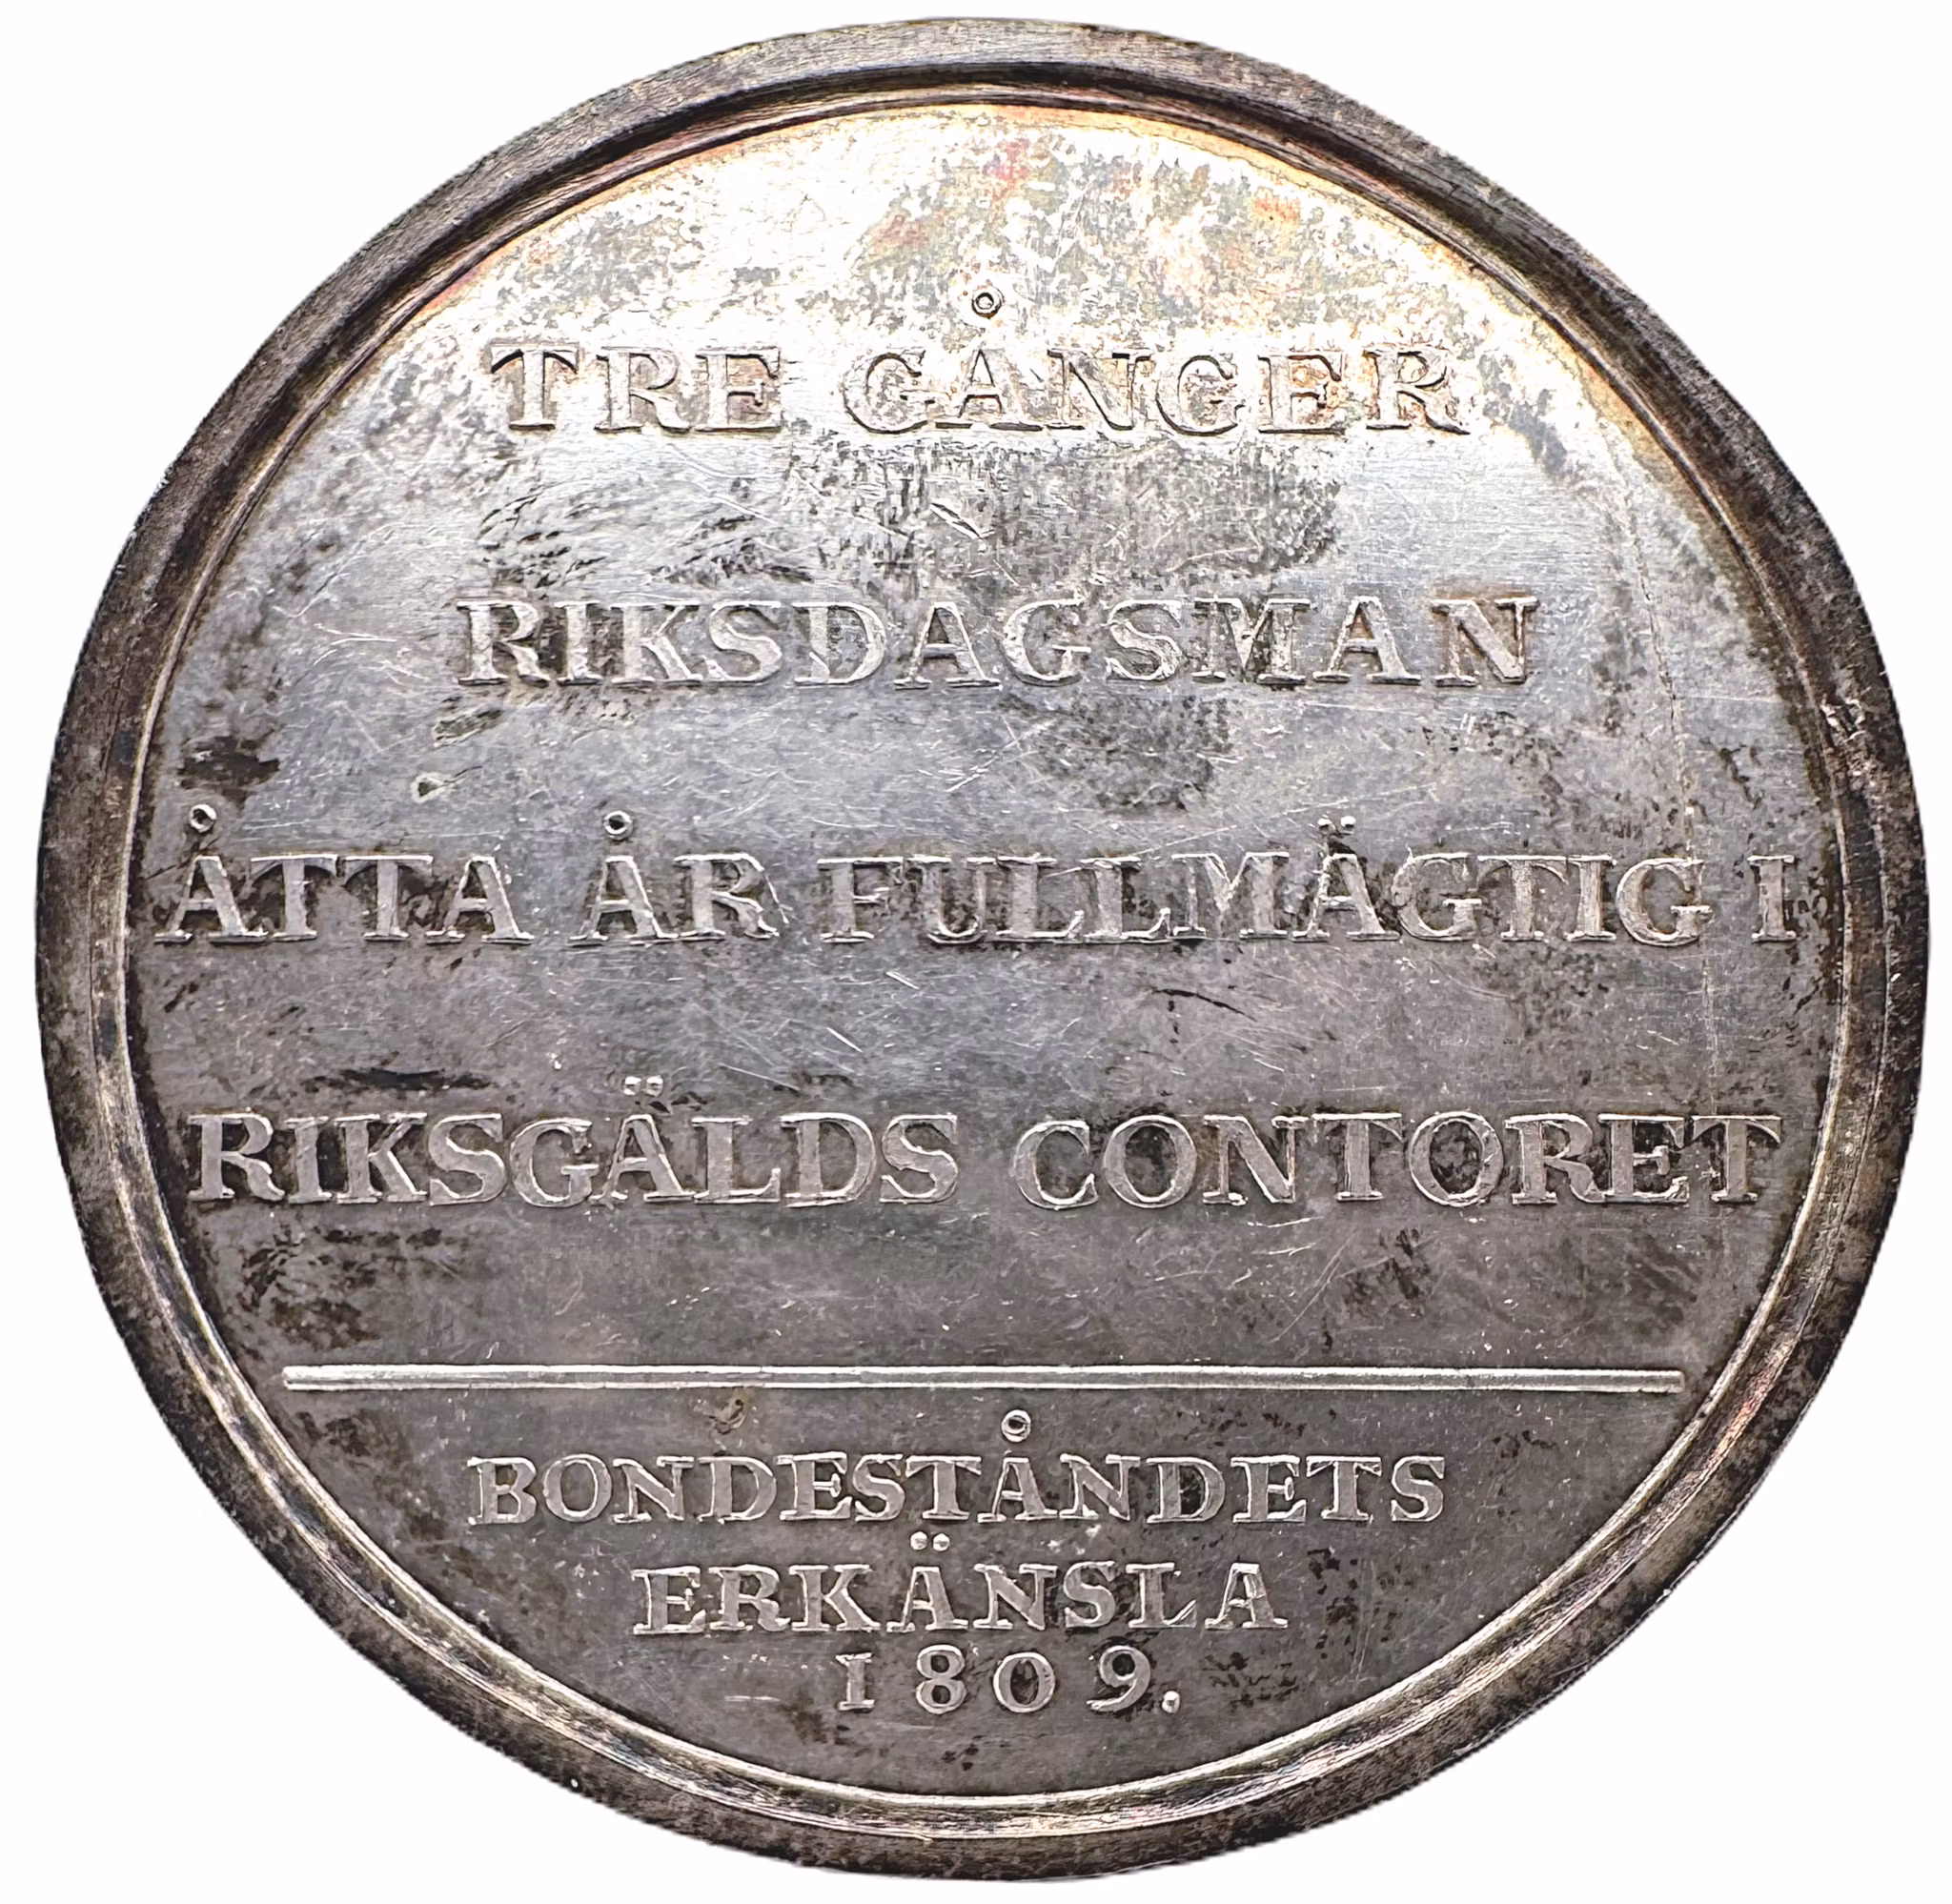 TRE GÅNGER
RIKSDAGSMAN
ÅTTA ÅR FULLMÄGTIG I
RIKSGÄLDS CONTORET
BONDESTÅNDETS
ERKÄNSLA
1809.